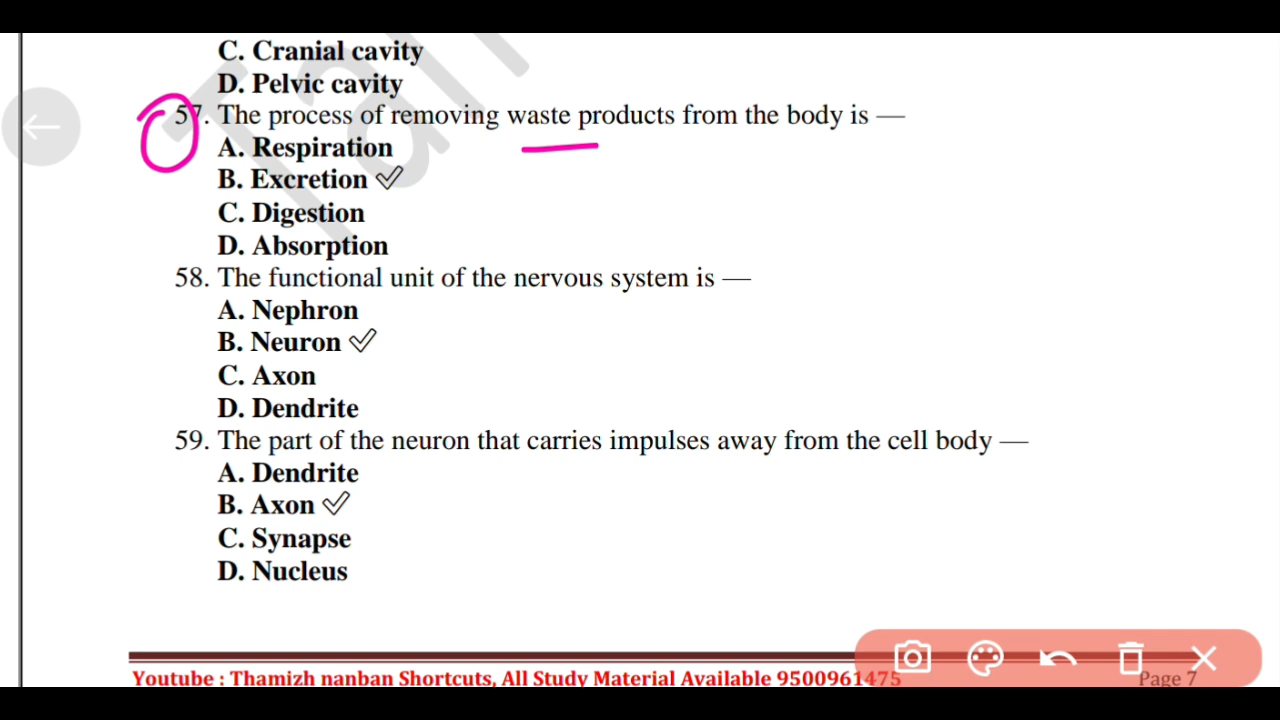 C. Cranial cavity
D. Pelvic cavity
57. The process of removing waste products from the body is —
A. Respiration
B. Excretion ✓
C. Digestion
D. Absorption
58. The functional unit of the nervous system is —
A. Nephron
B. Neuron ✓
C. Axon
D. Dendrite
59. The part of the neuron that carries impulses away from the cell body —
A. Dendrite
B. Axon ✓
C. Synapse
D. Nucleus
Youtube : Thamizh nanban Shortcuts, All Study Material Available 9500961475
Page 7